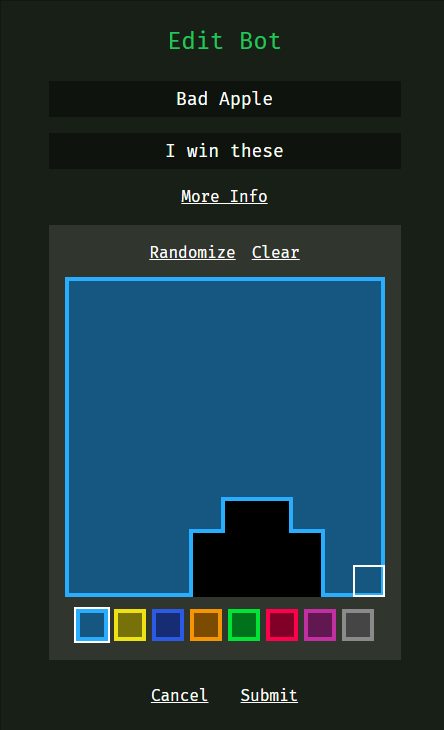 Edit Bot
Bad Apple
I win these
More Info
Randomize Clear
Cancel Submit